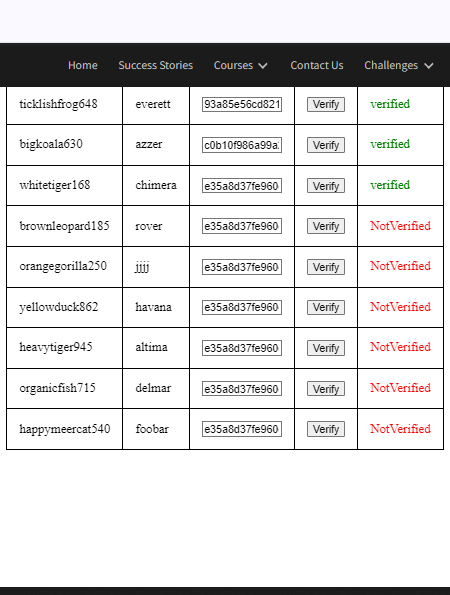 Home Success Stories Courses Contact Us Challenges
ticklishfrog648 everett 93a85e56cd821 Verify verified
bigkoala630 azzer c0b10f986a99a Verify verified
whitetiger168 chimera e35a8d37fe960 Verify verified
brownleopard185 rover e35a8d37fe960 Verify NotVerified
orangegorilla250 jjjj e35a8d37fe960 Verify NotVerified
yellowduck862 havana e35a8d37fe960 Verify NotVerified
heavytiger945 altima e35a8d37fe960 Verify NotVerified
organicfish715 delmar e35a8d37fe960 Verify NotVerified
happymeercat540 foobar e35a8d37fe960 Verify NotVerified